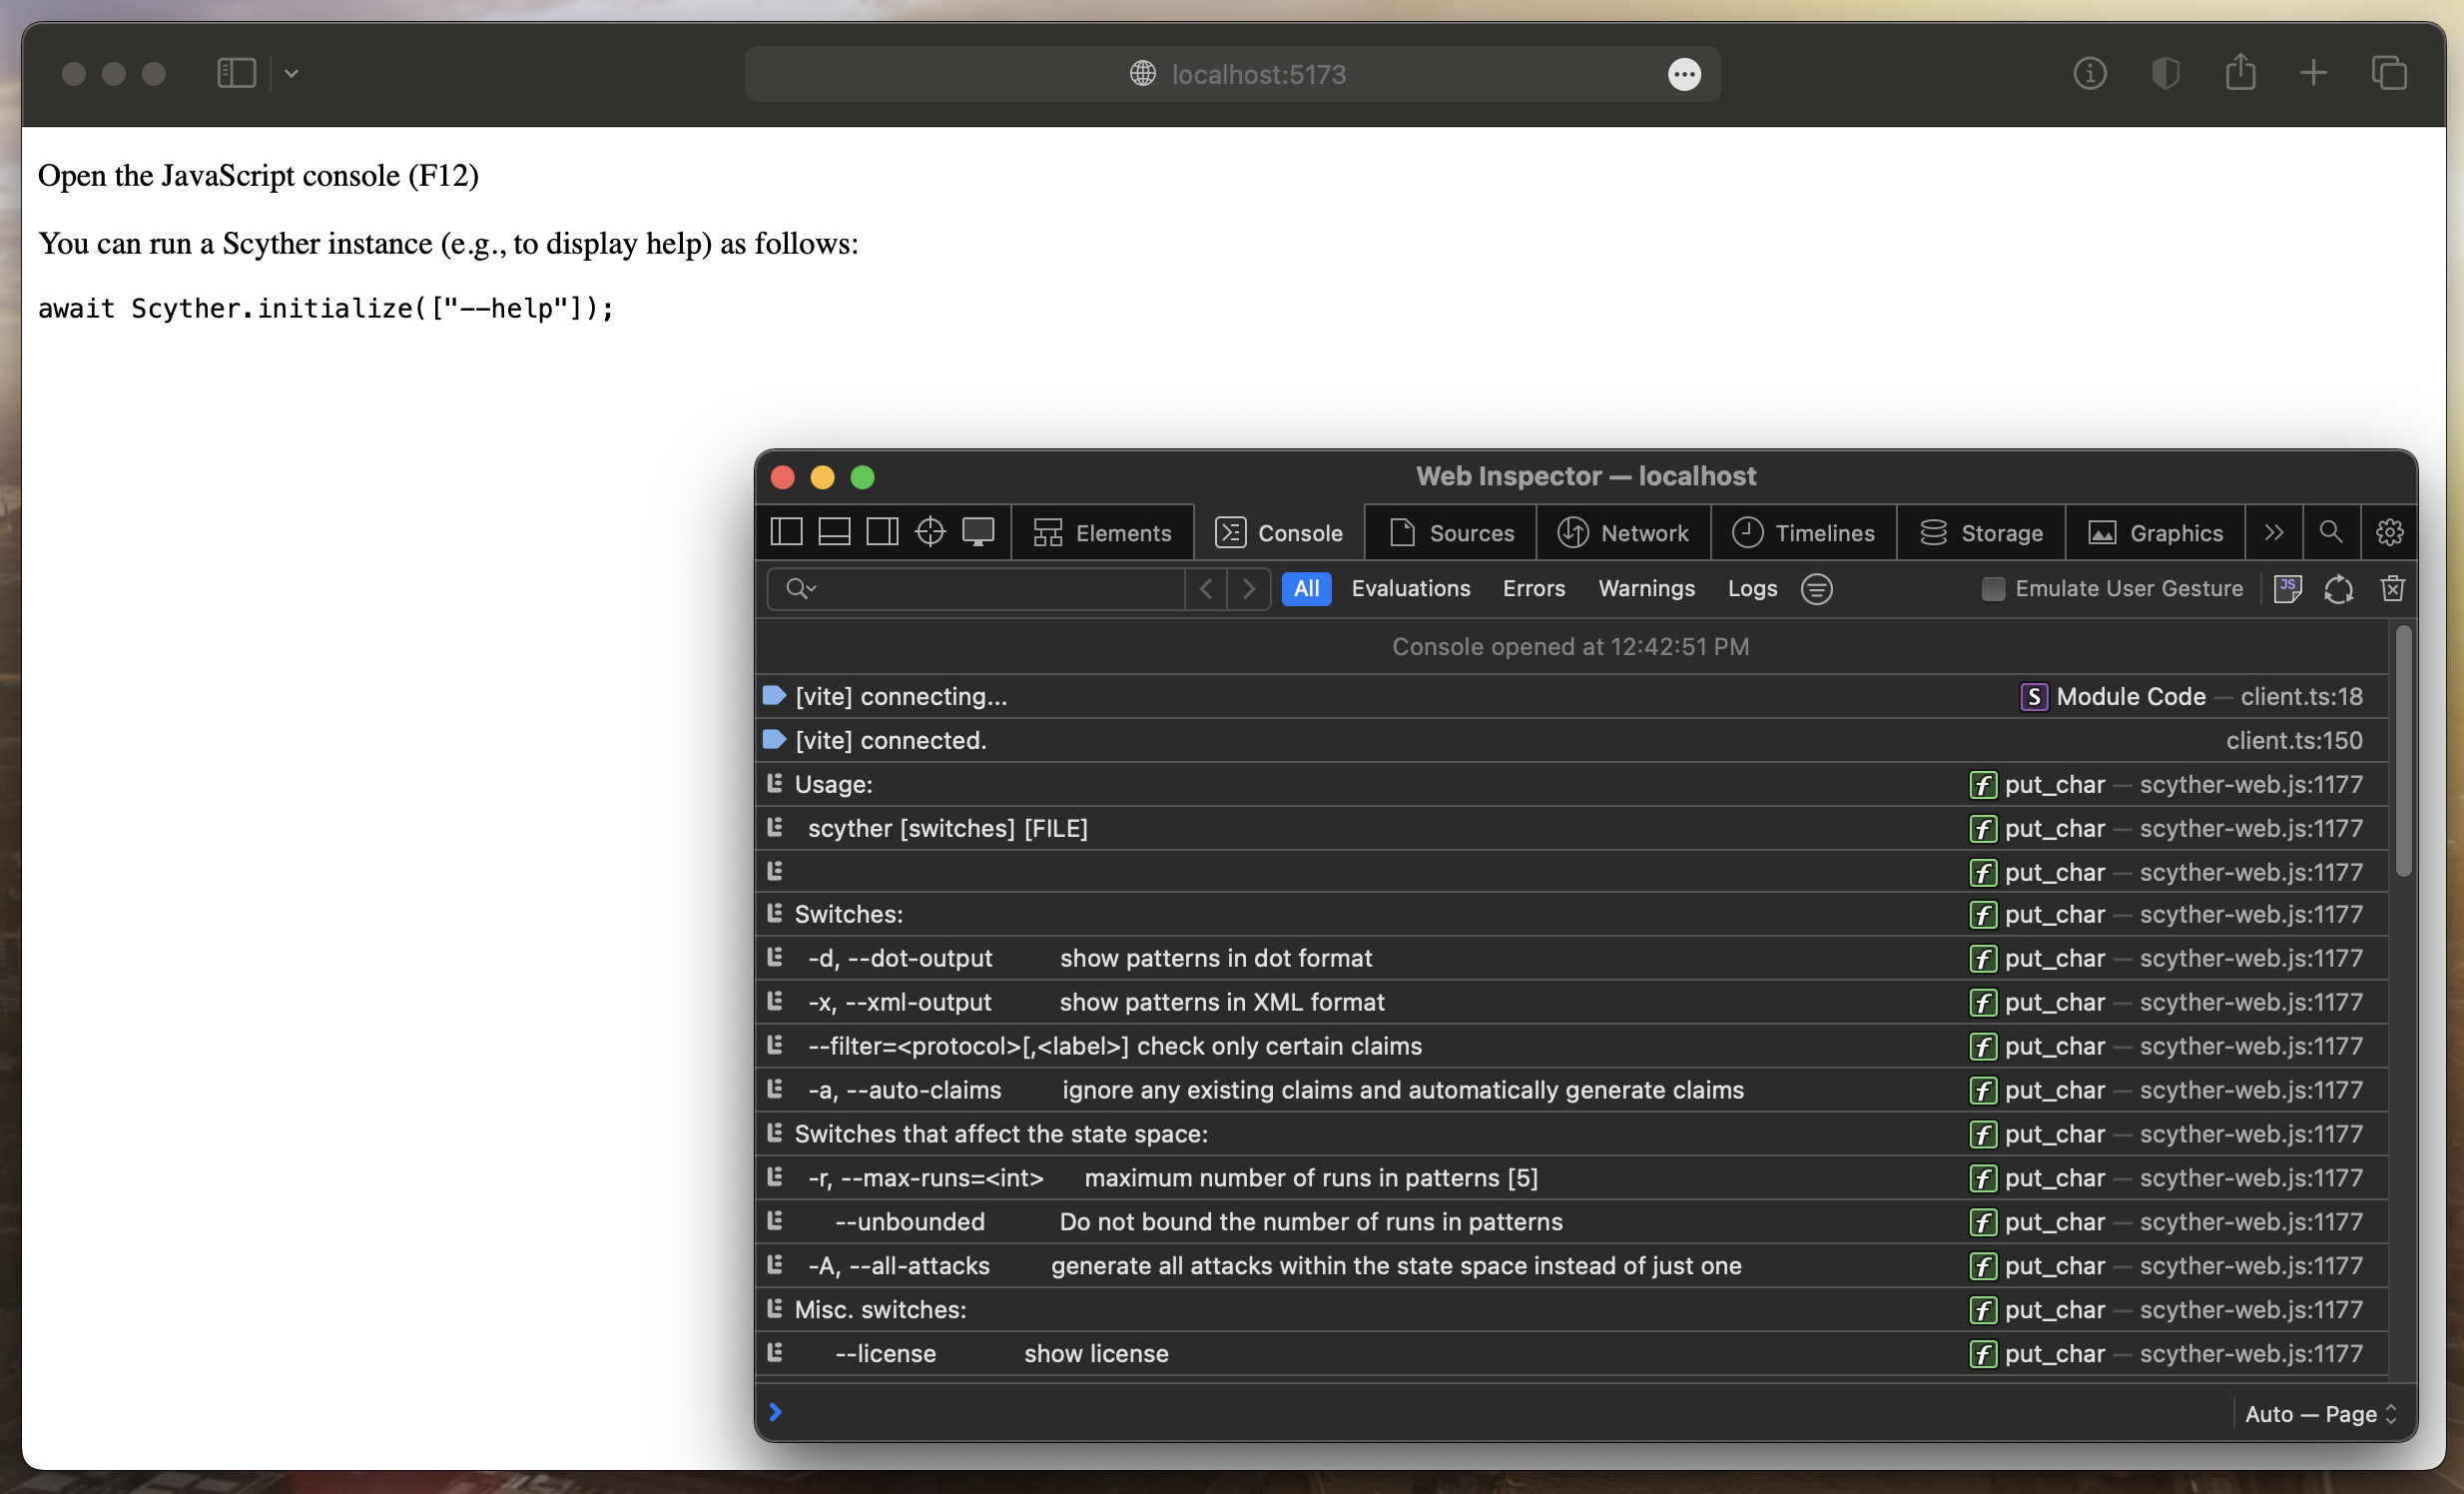 localhost:5173
Open the JavaScript console (F12)
You can run a Scyther instance (e.g., to display help) as follows:
await Scyther.initialize(["--help"]);
Web Inspector — localhost
Elements Console Sources Network Timelines Storage Graphics
All Evaluations Errors Warnings Logs Emulate User Gesture JS
Console opened at 12:42:51 PM
[vite] connecting... S Module Code — client.ts:18
[vite] connected. client.ts:150
Usage: f put_char — scyther-web.js:1177
scyther [switches] [FILE] f put_char — scyther-web.js:1177
f put_char — scyther-web.js:1177
Switches: f put_char — scyther-web.js:1177
-d, --dot-output show patterns in dot format f put_char — scyther-web.js:1177
-x, --xml-output show patterns in XML format f put_char — scyther-web.js:1177
--filter=<protocol>[,<label>] check only certain claims f put_char — scyther-web.js:1177
-a, --auto-claims ignore any existing claims and automatically generate claims f put_char — scyther-web.js:1177
Switches that affect the state space: f put_char — scyther-web.js:1177
-r, --max-runs=<int> maximum number of runs in patterns [5] f put_char — scyther-web.js:1177
--unbounded Do not bound the number of runs in patterns f put_char — scyther-web.js:1177
-A, --all-attacks generate all attacks within the state space instead of just one f put_char — scyther-web.js:1177
Misc. switches: f put_char — scyther-web.js:1177
--license show license f put_char — scyther-web.js:1177
Auto — Page